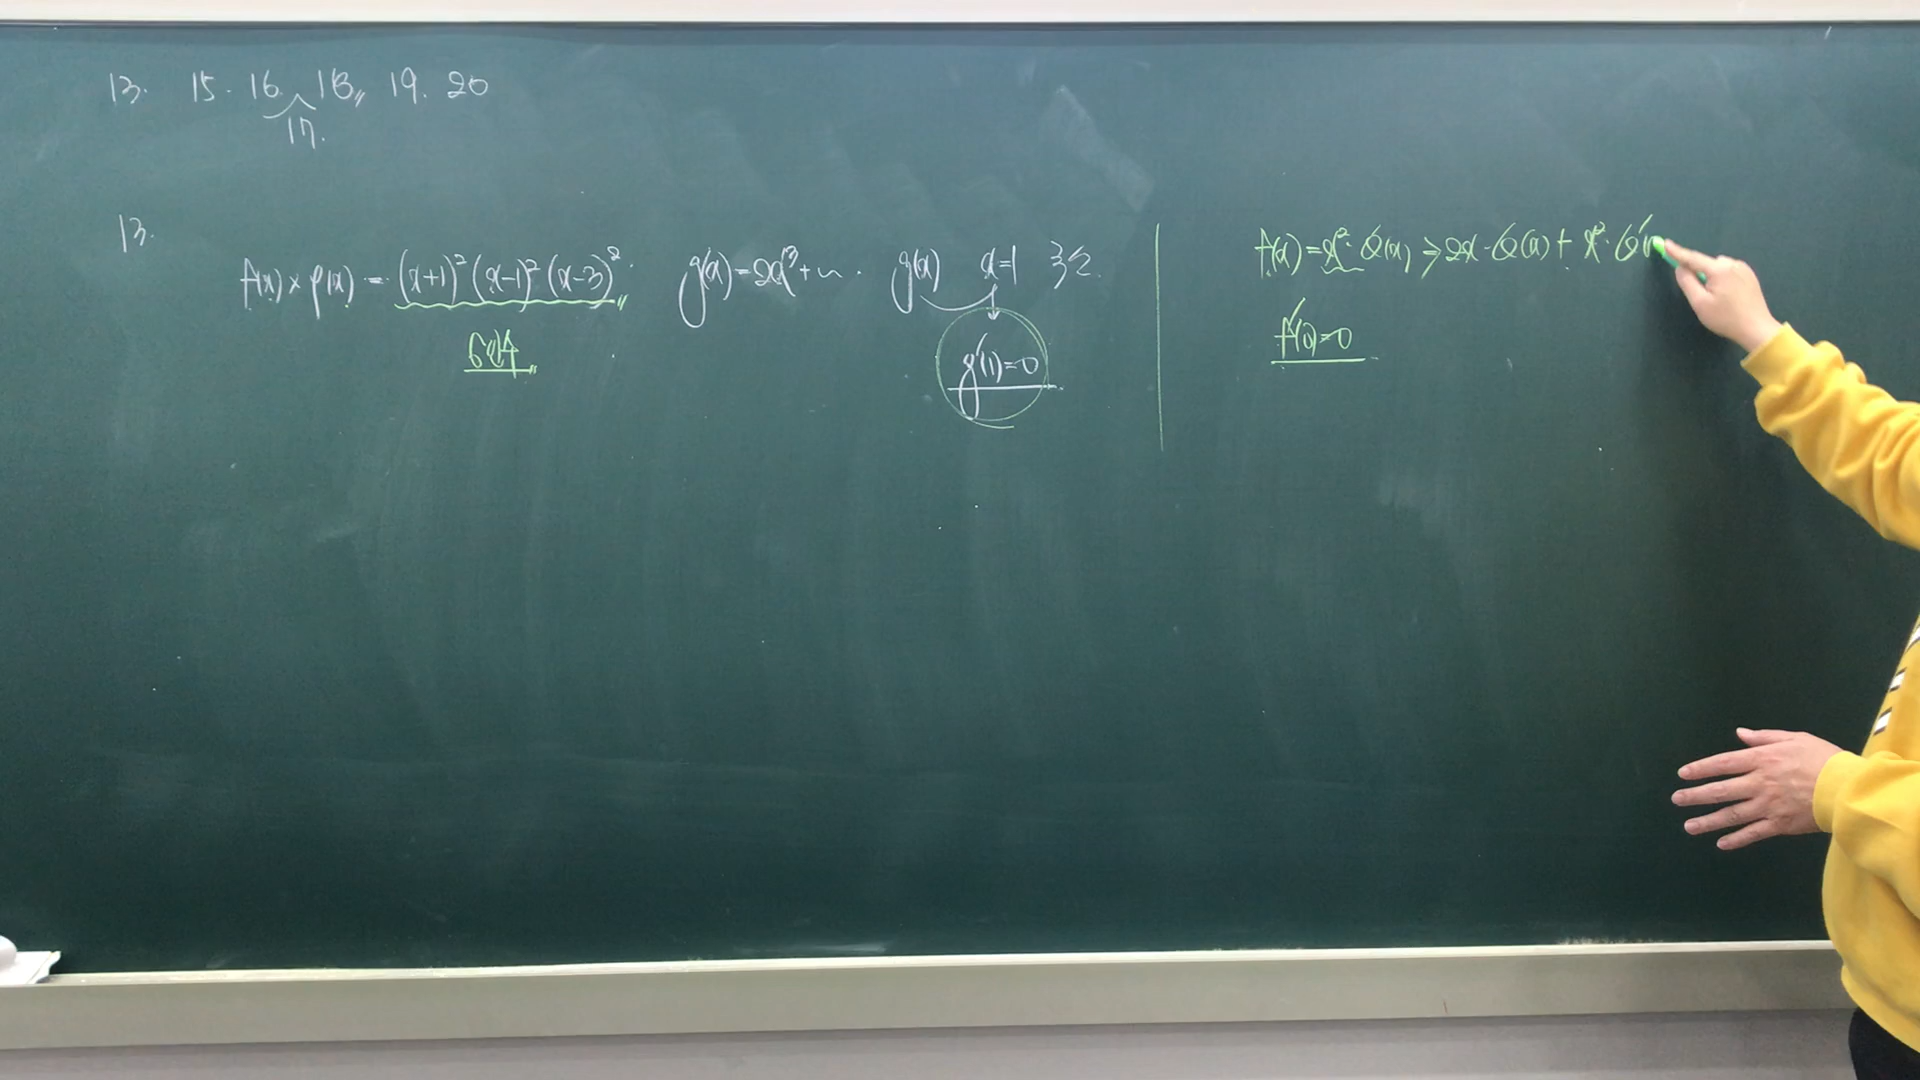 13. 15. 16. 18, 19. 20
17.
13.
f(x) × g(x) = (x+1)² (x-1)² (x-3)².
6차
g(x)=2x³+~. g(x) x=1 극소.
g'(1)=0
f(x)=x²·Q(x) → 2x·Q(x)+x²·Q'(
f'(0)=0